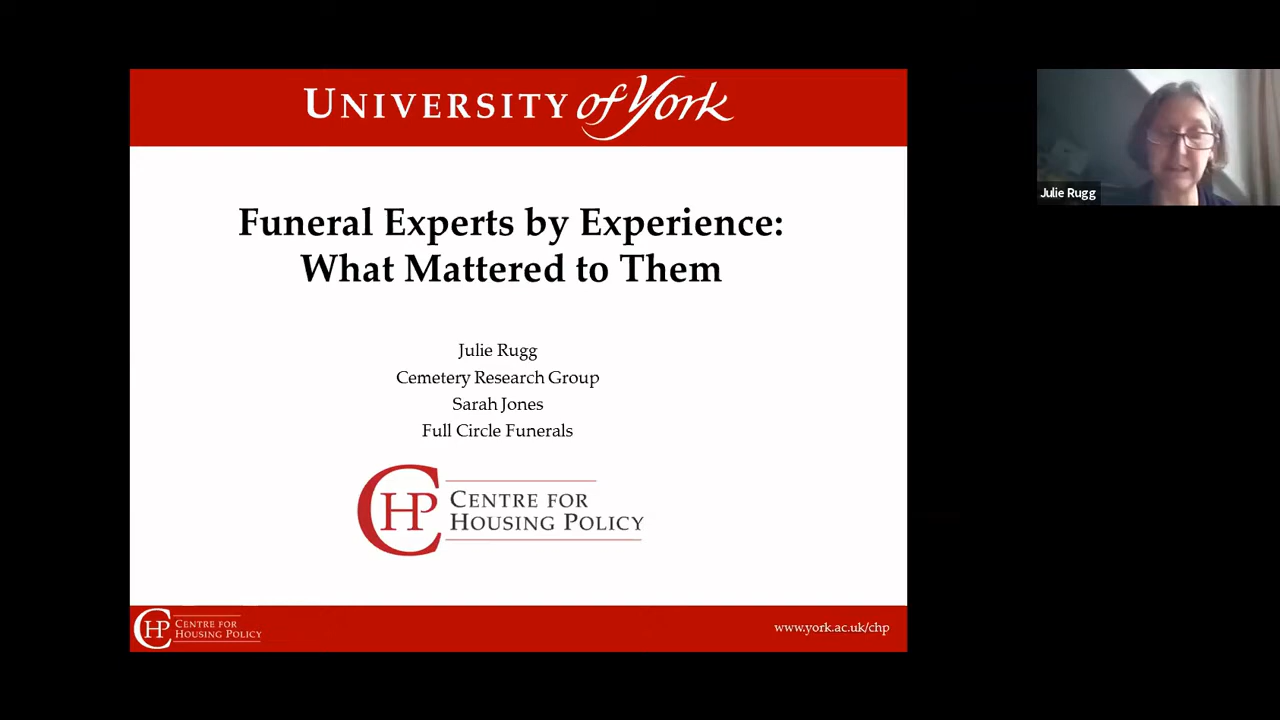 UNIVERSITY of York
Funeral Experts by Experience:
What Mattered to Them
Julie Rugg
Cemetery Research Group
Sarah Jones
Full Circle Funerals
CHP CENTRE FOR
HOUSING POLICY
CHP CENTRE FOR
HOUSING POLICY
www.york.ac.uk/chp
Julie Rugg